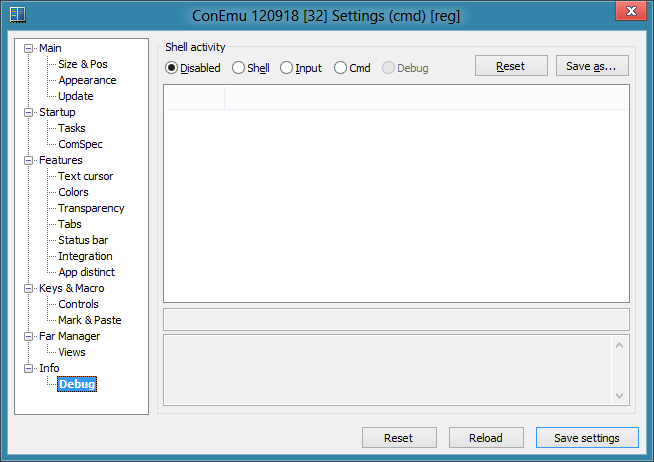 ConEmu 120918 [32] Settings (cmd) [reg]
Main
Size & Pos
Appearance
Update
Startup
Tasks
ComSpec
Features
Text cursor
Colors
Transparency
Tabs
Status bar
Integration
App distinct
Keys & Macro
Controls
Mark & Paste
Far Manager
Views
Info
Debug
Shell activity
Disabled Shell Input Cmd Debug Reset Save as...
Reset Reload Save settings